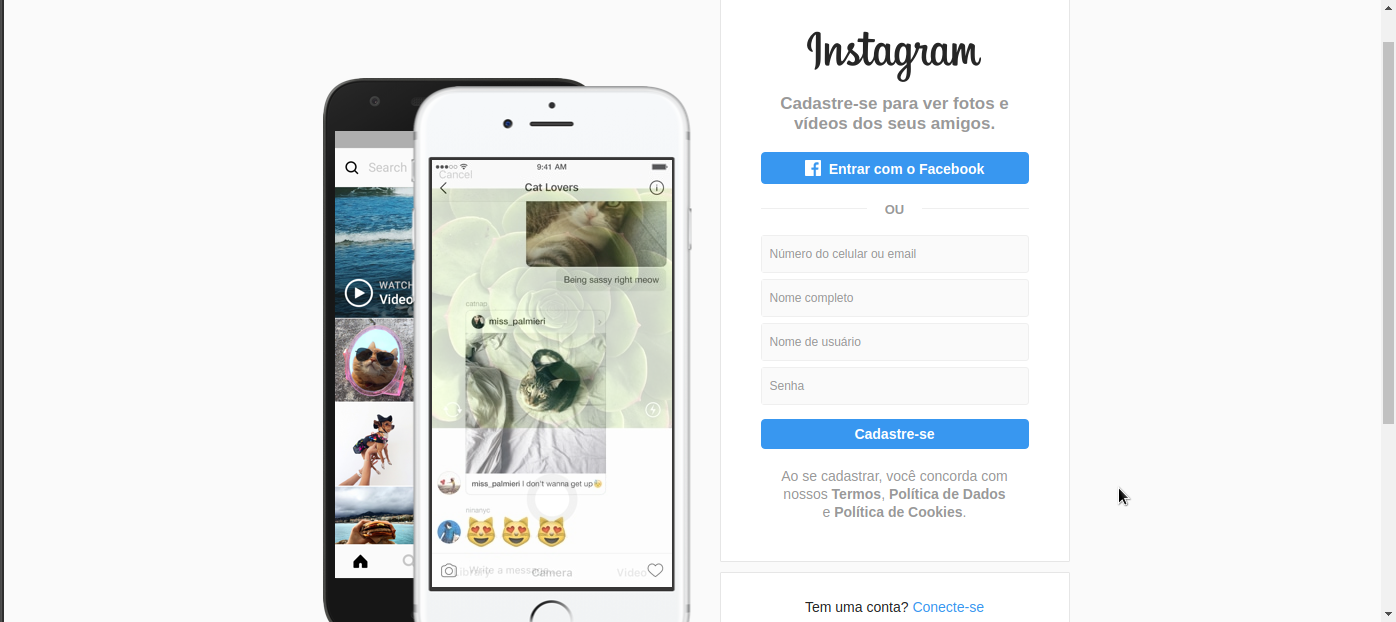 Search
WATCH
Video
9:41 AM
Cancel
Cat Lovers
Being sassy right meow
catnap
miss_palmieri
miss_palmieri I don't wanna get up
ninanyc
Write a message...
Library
Camera
Video
Instagram
Cadastre-se para ver fotos e
vídeos dos seus amigos.
Entrar com o Facebook
OU
Número do celular ou email
Nome completo
Nome de usuário
Senha
Cadastre-se
Ao se cadastrar, você concorda com
nossos Termos, Política de Dados
e Política de Cookies.
Tem uma conta? Conecte-se